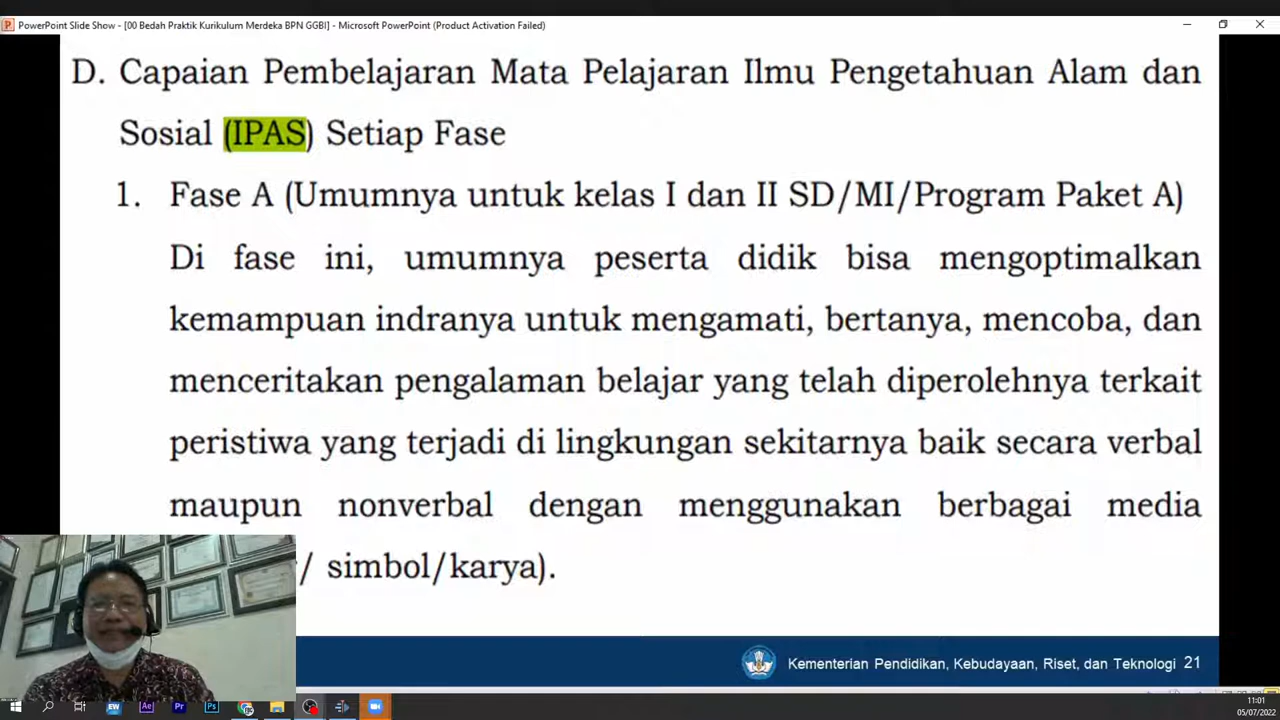 PowerPoint Slide Show - [00 Bedah Praktik Kurikulum Merdeka BPN GGBI] - Microsoft PowerPoint (Product Activation Failed)
D. Capaian Pembelajaran Mata Pelajaran Ilmu Pengetahuan Alam dan
Sosial (IPAS) Setiap Fase
1. Fase A (Umumnya untuk kelas I dan II SD/MI/Program Paket A)
Di fase ini, umumnya peserta didik bisa mengoptimalkan
kemampuan indranya untuk mengamati, bertanya, mencoba, dan
menceritakan pengalaman belajar yang telah diperolehnya terkait
peristiwa yang terjadi di lingkungan sekitarnya baik secara verbal
maupun nonverbal dengan menggunakan berbagai media
/ simbol/karya).
Kementerian Pendidikan, Kebudayaan, Riset, dan Teknologi 21
EW Ae Pr Ps
11:01
05/07/2022